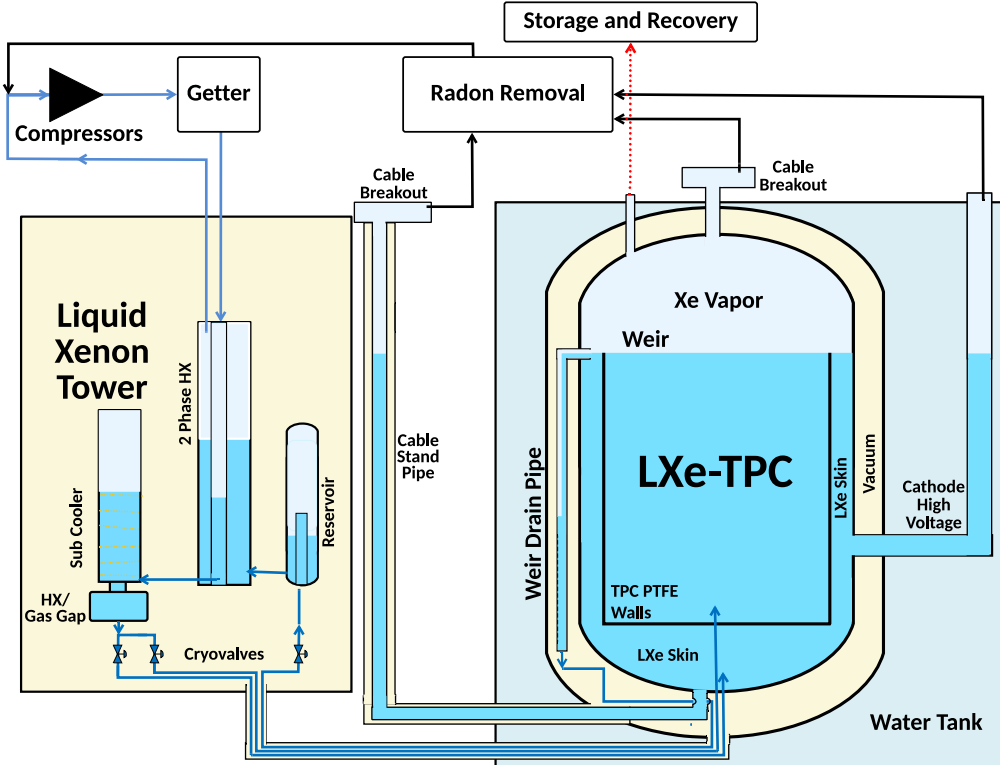 Storage and Recovery
Getter
Radon Removal
Compressors
Cable
Breakout
Cable
Breakout
Liquid
Xenon
Tower
Xe Vapor
Weir
2 Phase HX
Cable
Stand
Pipe
Weir Drain Pipe
LXe-TPC
LXe Skin
Vacuum
Cathode
High
Voltage
Sub Cooler
Reservoir
HX/
Gas Gap
TPC PTFE
Walls
Cryovalves
LXe Skin
Water Tank